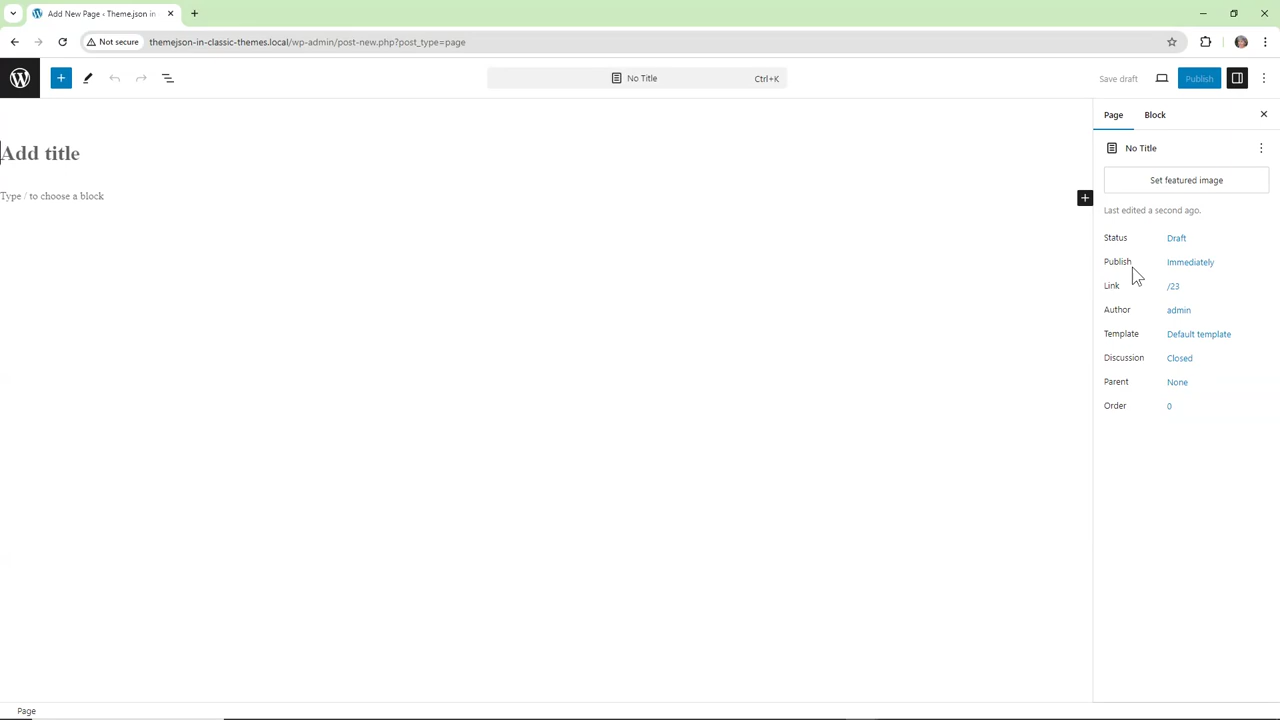 Add New Page ‹ Theme.json in
Not secure
themejson-in-classic-themes.local/wp-admin/post-new.php?post_type=page
No Title
Ctrl+K
Save draft
Publish
Add title
Type / to choose a block
Page
Block
No Title
Set featured image
Last edited a second ago.
Status Draft
Publish Immediately
Link /23
Author admin
Template Default template
Discussion Closed
Parent None
Order 0
Page